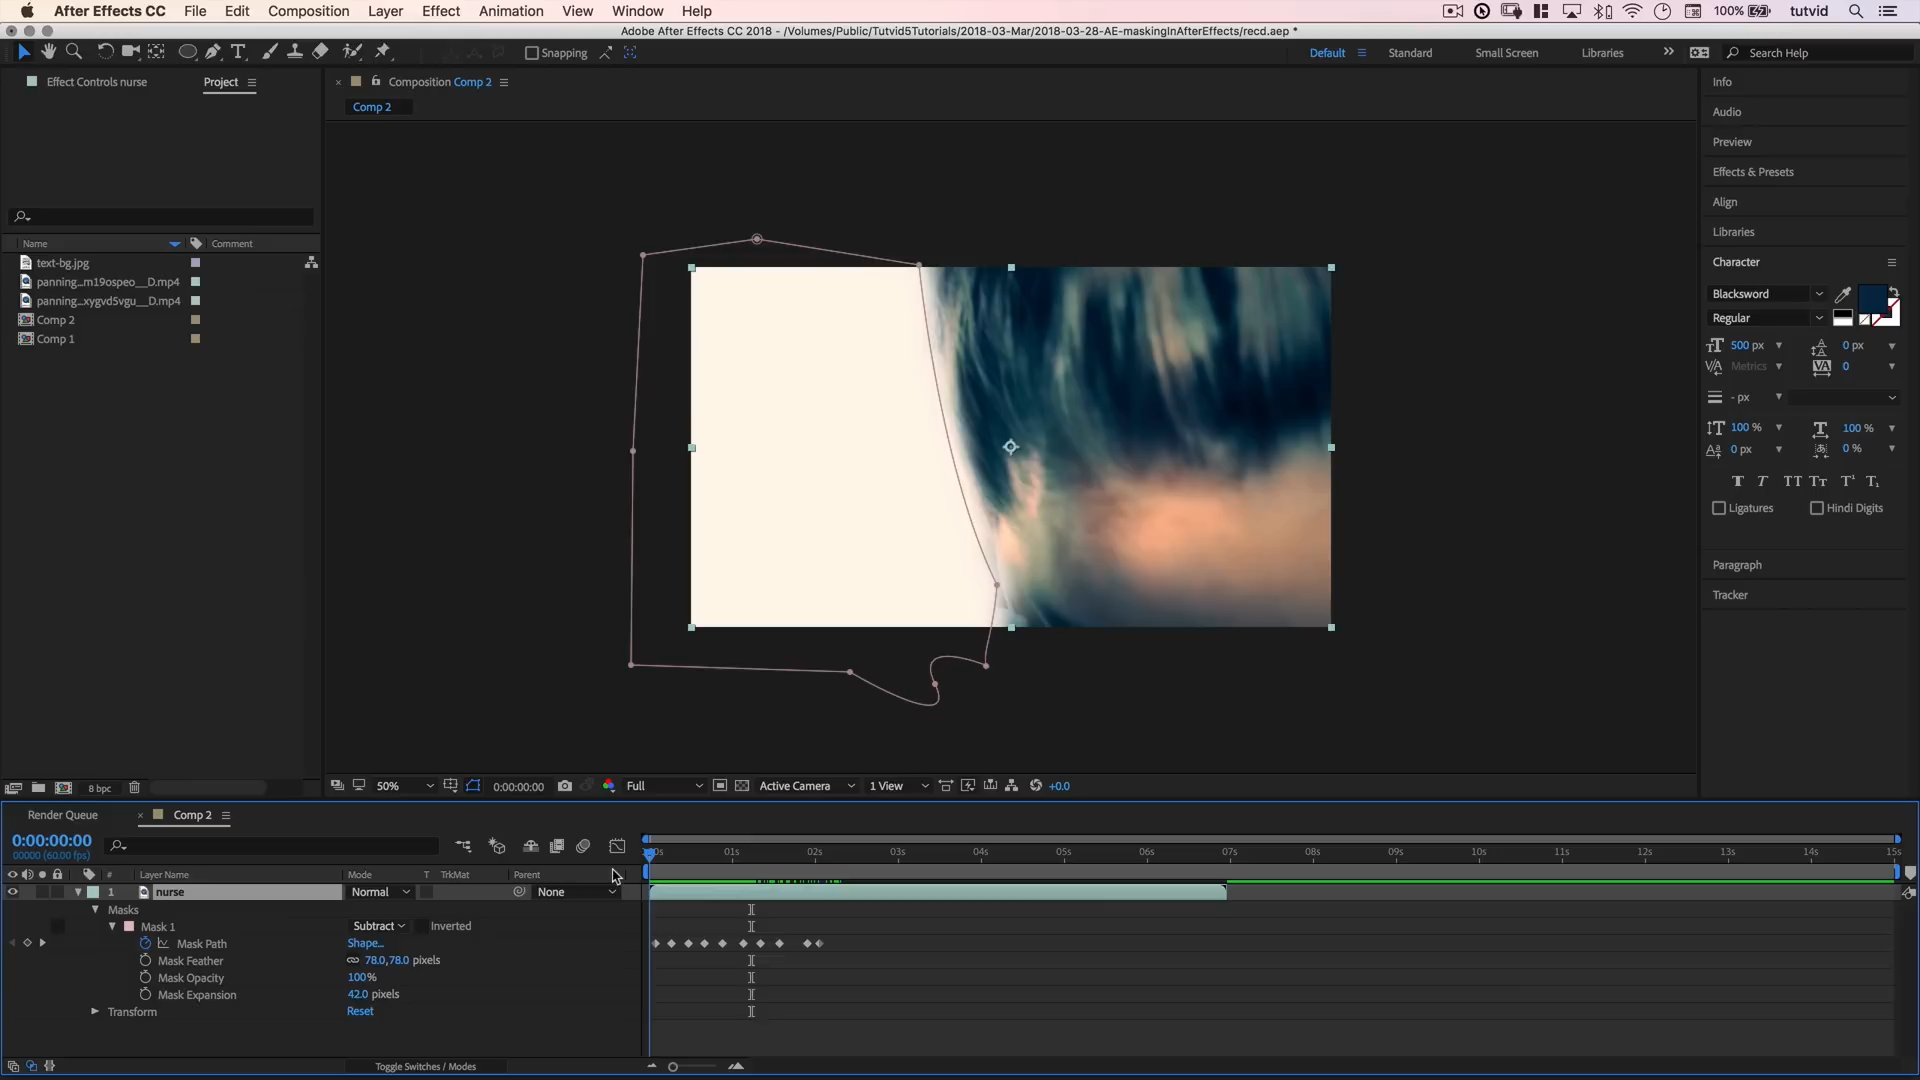 After Effects CC File Edit Composition Layer Effect Animation View Window Help 100% tutvid
Adobe After Effects CC 2018 - /Volumes/Public/Tutvid5Tutorials/2018-03-Mar/2018-03-28-AE-maskingInAfterEffects/recd.aep *
Snapping Default Standard Small Screen Libraries Search Help
Effect Controls nurse Project
Composition Comp 2
Comp 2
Name Comment
text-bg.jpg
panning...m19ospeo__D.mp4
panning...xygvd5vgu__D.mp4
Comp 2
Comp 1
8 bpc
50% 0:00:00:00 Full Active Camera 1 View +0.0
Info
Audio
Preview
Effects & Presets
Align
Libraries
Character
Blacksword
Regular
500 px 0 px
Metrics 0
- px
100 % 100 %
0 px 0 %
T T TT Tt T¹ T₁
Ligatures Hindi Digits
Paragraph
Tracker
Render Queue Comp 2
0:00:00:00
00000 (60.00 fps)
01s 02s 03s 04s 05s 06s 07s 08s 09s 10s 11s 12s 13s 14s 15s
# Layer Name Mode T TrkMat Parent
1 nurse Normal None
Masks
Mask 1 Subtract Inverted
Mask Path Shape...
Mask Feather 78.0,78.0 pixels
Mask Opacity 100%
Mask Expansion 42.0 pixels
Transform Reset
Toggle Switches / Modes